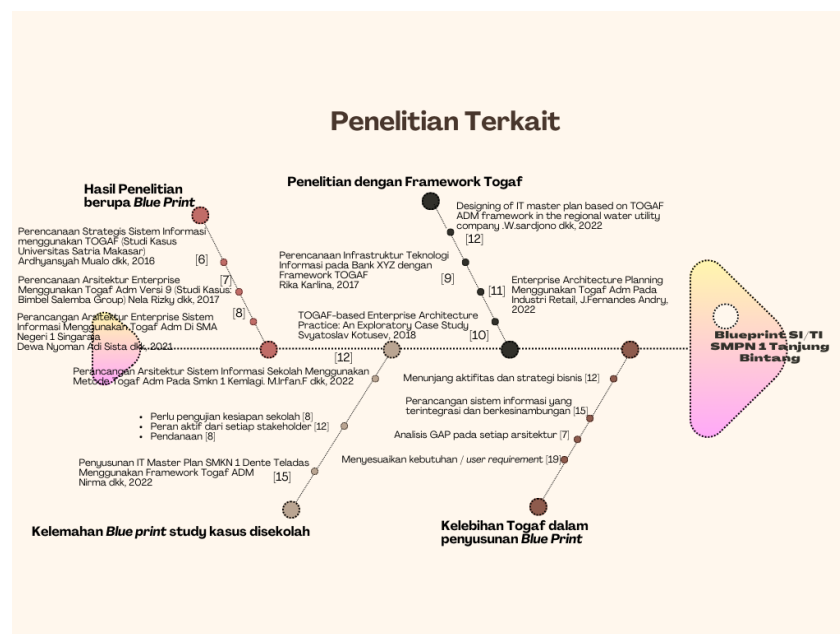 Penelitian Terkait
Hasil Penelitian
berupa Blue Print
Perencanaan Strategis Sistem Informasi
menggunakan TOGAF (Studi Kasus
Universitas Satria Makasar)
Ardhyansyah Mualo dkk, 2016
[6]
Perencanaan Arsitektur Enterprise
Menggunakan Togaf Adm Versi 9 (Studi Kasus:
Bimbel Salemba Group) Nela Rizky dkk, 2017
[7]
Perancangan Arsitektur Enterprise Sistem
Informasi Menggunakan Togaf Adm Di SMA
Negeri 1 Singaraja
Dewa Nyoman Adi Sista dkk, 2021
[8]
Penelitian dengan Framework Togaf
Designing of IT master plan based on TOGAF
ADM framework in the regional water utility
company .W.sardjono dkk, 2022
[12]
Perencanaan Infrastruktur Teknologi
Informasi pada Bank XYZ dengan
Framework TOGAF
Rika Karlina, 2017
[9]
[11]
Enterprise Architecture Planning
Menggunakan Togaf Adm Pada
Industri Retail, J.Fernandes Andry,
2022
TOGAF-based Enterprise Architecture
Practice: An Exploratory Case Study
Svyatoslav Kotusev, 2018
[10]
Blueprint SI/TI
SMPN 1 Tanjung
Bintang
[12]
Perancangan Arsitektur Sistem Informasi Sekolah Menggunakan
Metode Togaf Adm Pada Smkn 1 Kemlagi. M.Irfan.F dkk, 2022
• Perlu pengujian kesiapan sekolah [8]
• Peran aktif dari setiap stakeholder [12]
• Pendanaan [8]
Penyusunan IT Master Plan SMKN 1 Dente Teladas
Menggunakan Framework Togaf ADM
Nirma dkk, 2022
[15]
Kelemahan Blue print study kasus disekolah
Menunjang aktifitas dan strategi bisnis [12]
Perancangan sistem informasi yang
terintegrasi dan berkesinambungan [15]
Analisis GAP pada setiap arsitektur [7]
Menyesuaikan kebutuhan / user requirement [19]
Kelebihan Togaf dalam
penyusunan Blue Print